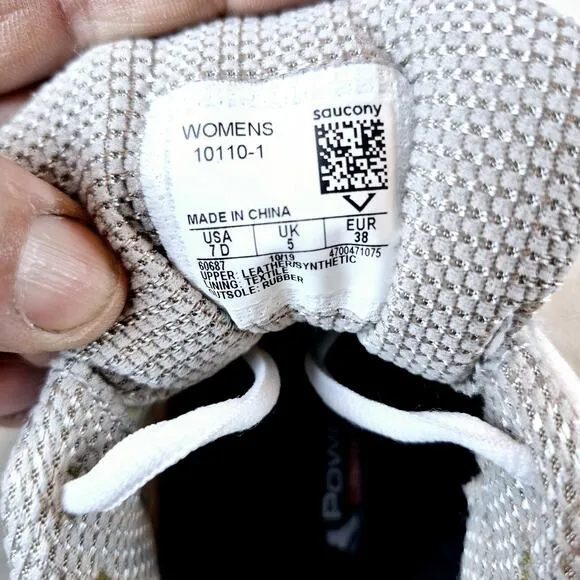 saucony
WOMENS
10110-1
MADE IN CHINA
USA UK EUR
7 D 5 38
60687 10/19 4700471075
UPPER: LEATHER/SYNTHETIC
LINING: TEXTILE
OUTSOLE: RUBBER
Powe